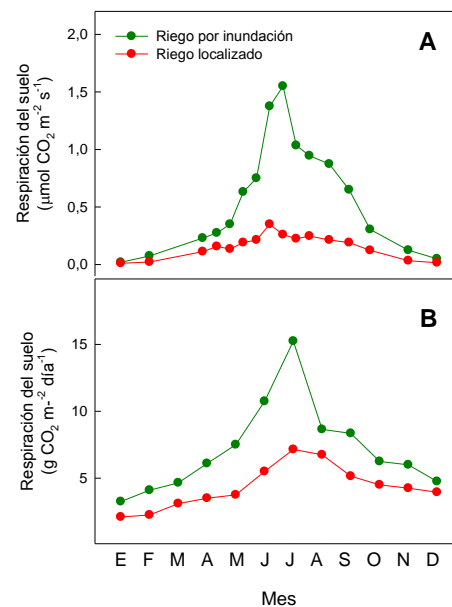 Riego por inundación
Riego localizado
A
Respiración del suelo
(µmol CO₂ m⁻² s⁻¹)
2,0
1,5
1,0
0,5
0,0
B
Respiración del suelo
(g CO₂ m-⁻² día⁻¹)
15
10
5
E F M A M J J A S O N D
Mes